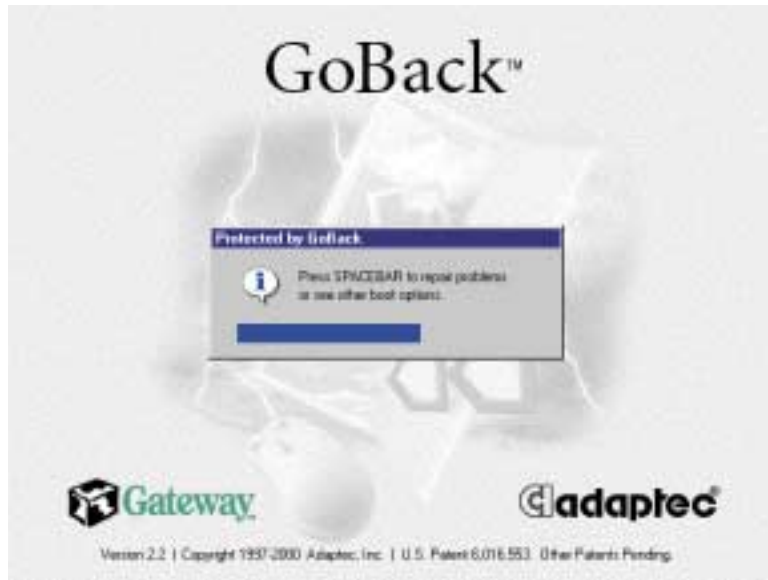 GoBack™
Protected by GoBack
Press SPACEBAR to repair problems
or see other boot options.
Gateway™
adaptec®
Version 2.2 | Copyright 1997-2000 Adaptec, Inc. | U.S. Patent 6,016,553. Other Patents Pending.